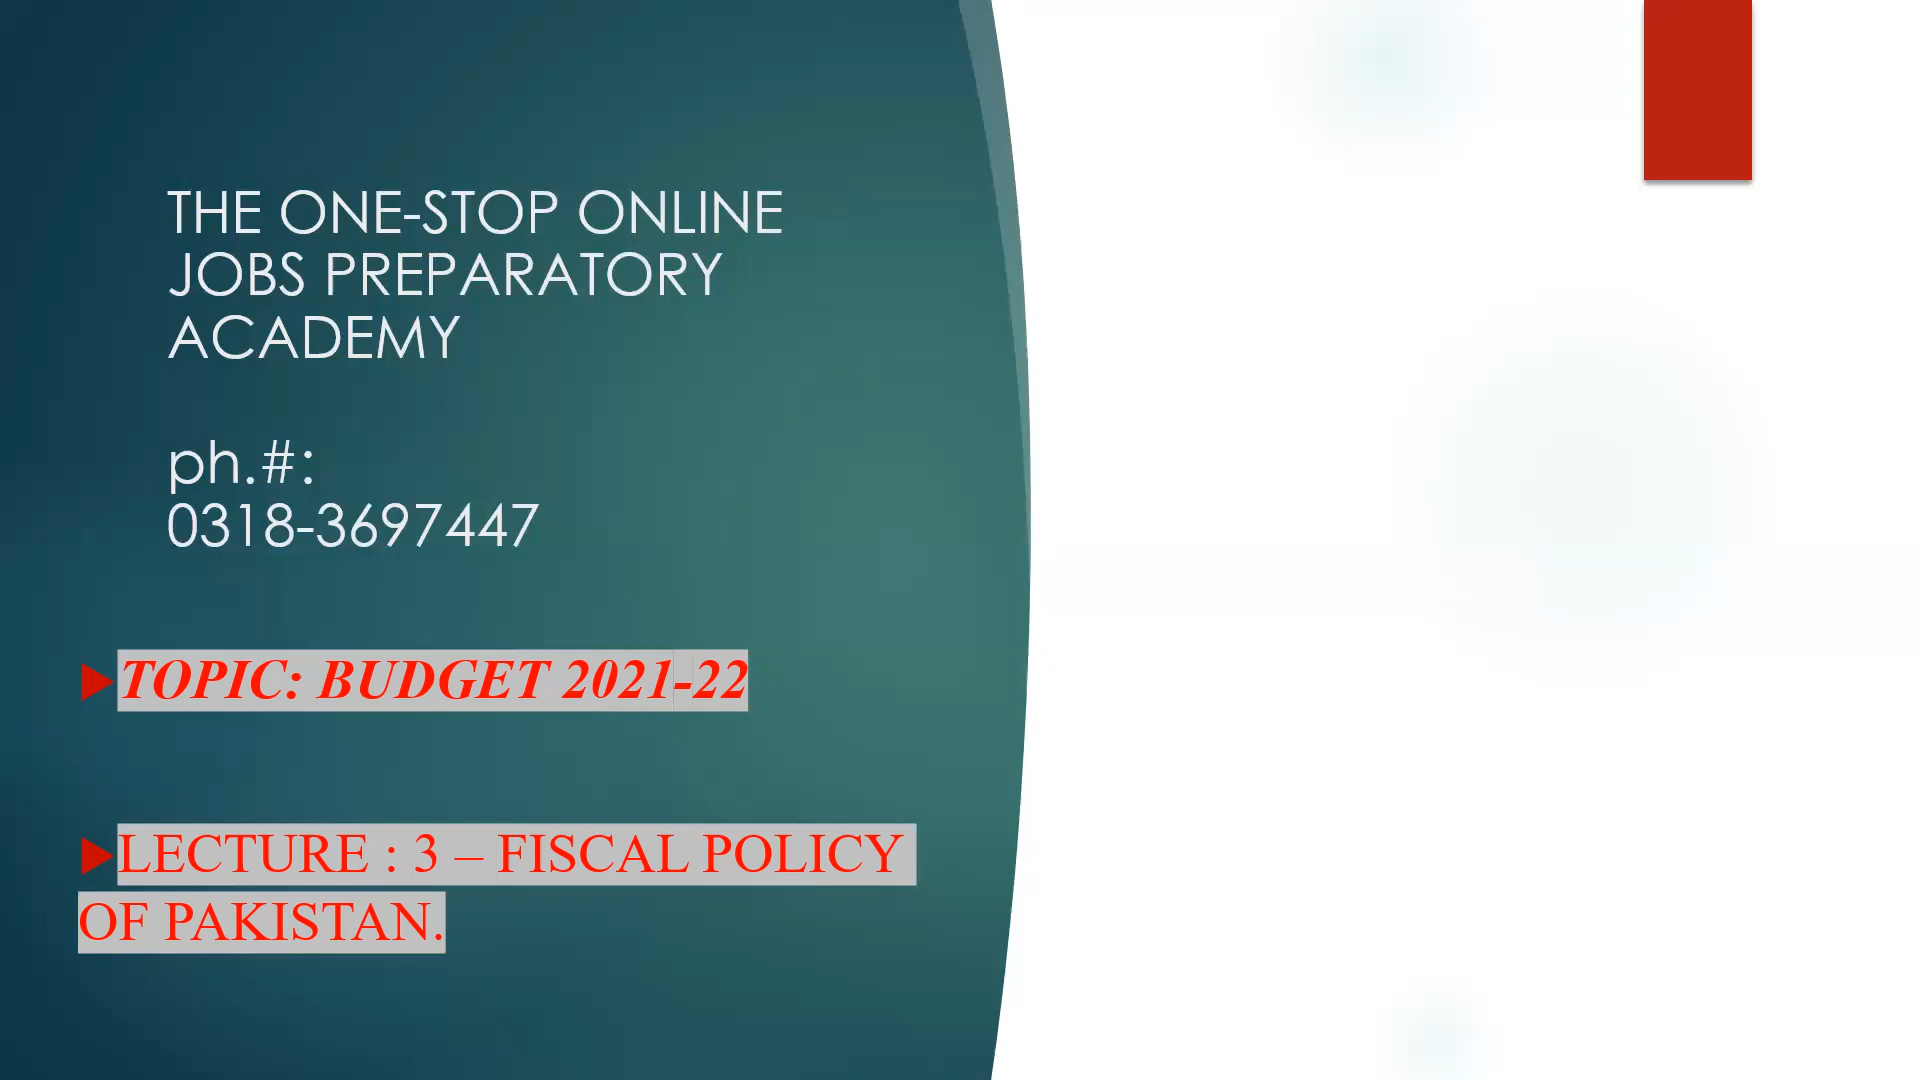 THE ONE-STOP ONLINE
JOBS PREPARATORY
ACADEMY
ph.#:
0318-3697447
TOPIC: BUDGET 2021-22
LECTURE : 3 – FISCAL POLICY
OF PAKISTAN.